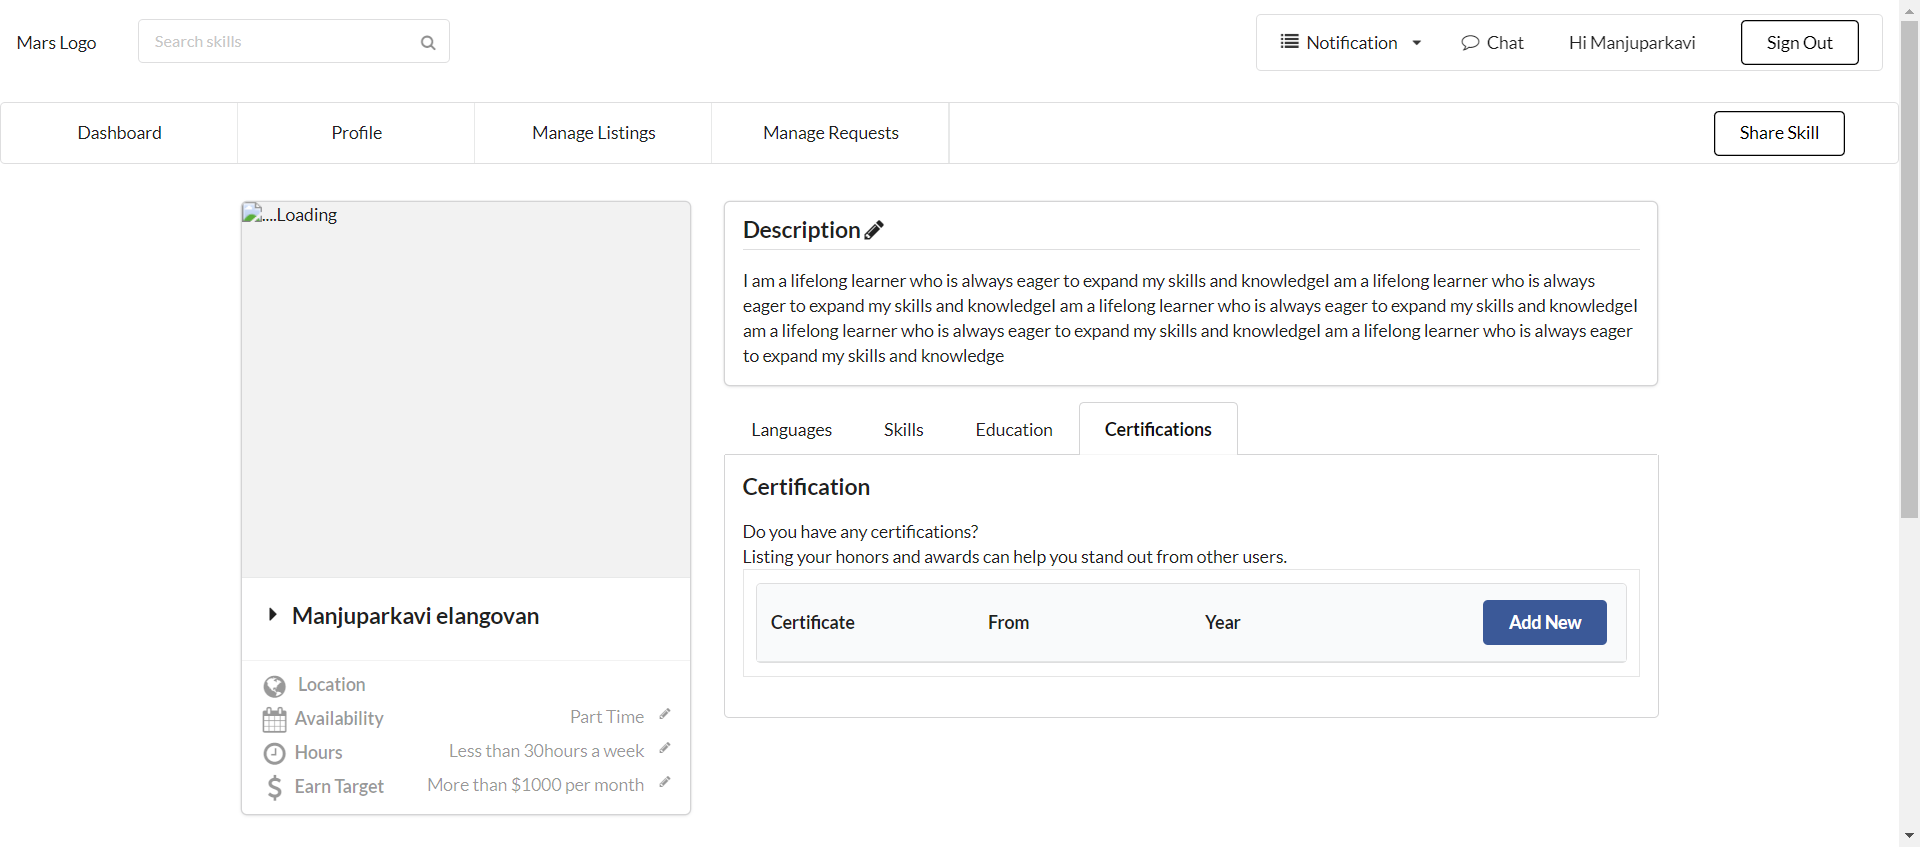 Mars Logo
Search skills
Notification
Chat
Hi Manjuparkavi
Sign Out
Dashboard
Profile
Manage Listings
Manage Requests
Share Skill
....Loading
Manjuparkavi elangovan
Location
Availability
Part Time
Hours
Less than 30hours a week
Earn Target
More than $1000 per month
Description
I am a lifelong learner who is always eager to expand my skills and knowledgeI am a lifelong learner who is always
eager to expand my skills and knowledgeI am a lifelong learner who is always eager to expand my skills and knowledgeI
am a lifelong learner who is always eager to expand my skills and knowledgeI am a lifelong learner who is always eager
to expand my skills and knowledge
Languages
Skills
Education
Certifications
Certification
Do you have any certifications?
Listing your honors and awards can help you stand out from other users.
Certificate
From
Year
Add New